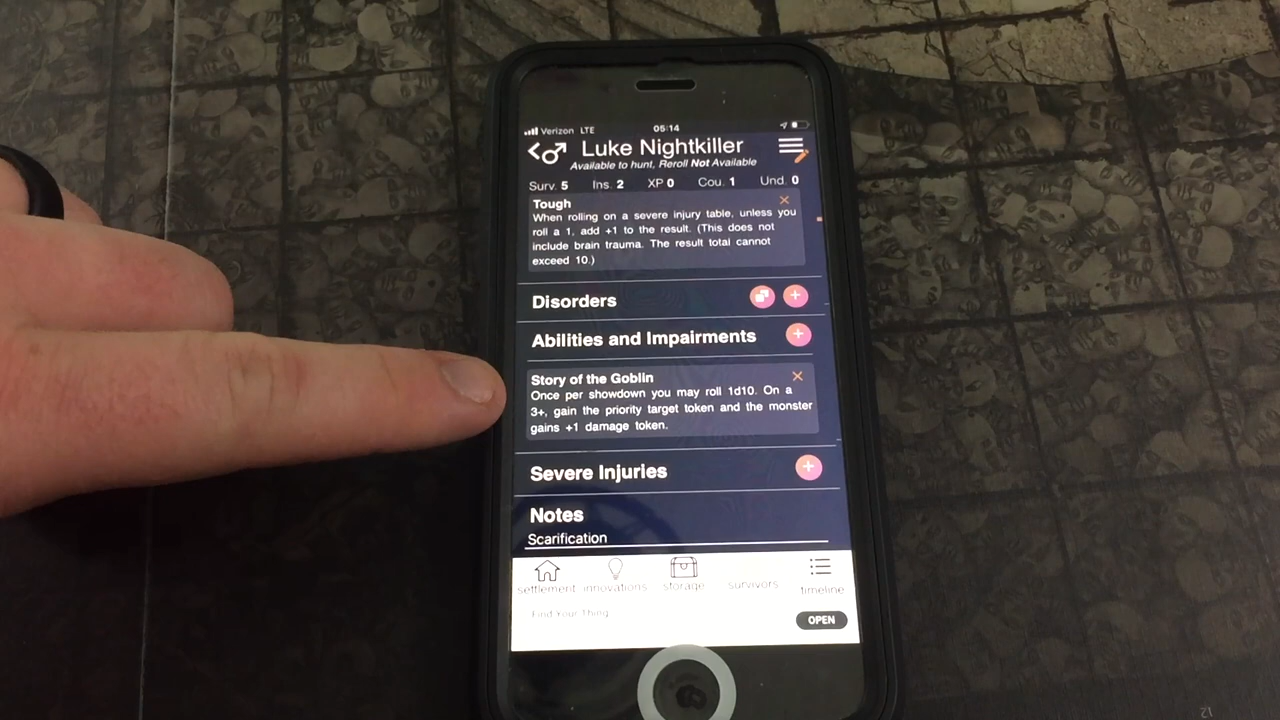 Verizon LTE 05:14
Luke Nightkiller
Available to hunt, Reroll Not Available
Surv. 5 Ins. 2 XP 0 Cou. 1 Und. 0
Tough
When rolling on a severe injury table, unless you
roll a 1, add +1 to the result. (This does not
include brain trauma. The result total cannot
exceed 10.)
Disorders
Abilities and Impairments
Story of the Goblin
Once per showdown you may roll 1d10. On a
3+, gain the priority target token and the monster
gains +1 damage token.
Severe Injuries
Notes
Scarification
settlement innovations storage survivors timeline
Find Your Thing
OPEN
12